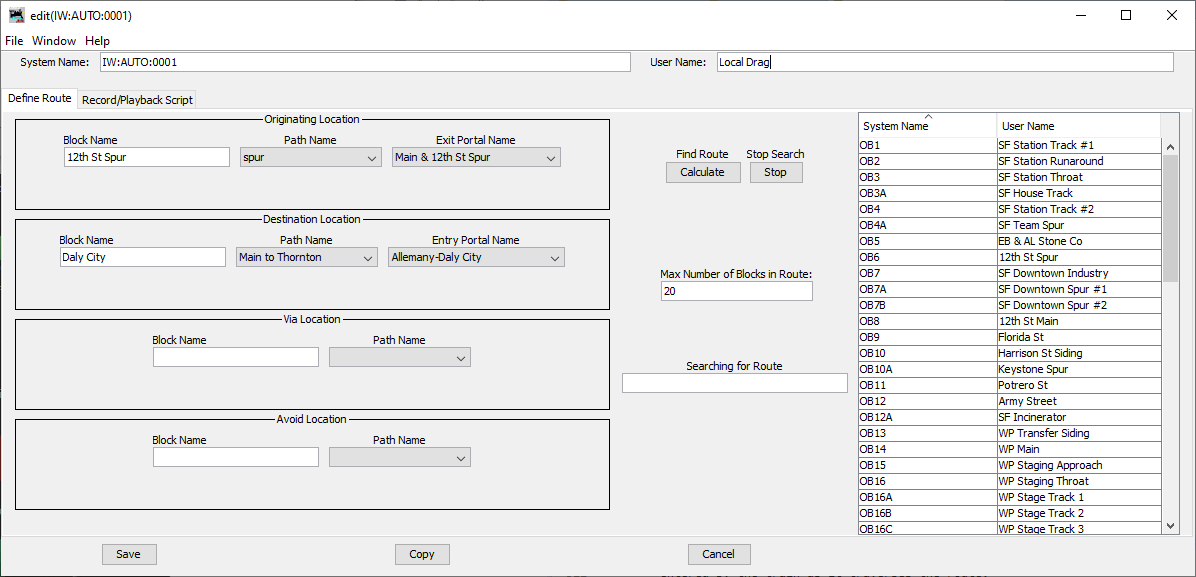 edit(IW:AUTO:0001)
File Window Help
System Name: IW:AUTO:0001 User Name: Local Drag
Define Route Record/Playback Script
Originating Location
Block Name Path Name Exit Portal Name
12th St Spur spur Main & 12th St Spur
Destination Location
Block Name Path Name Entry Portal Name
Daly City Main to Thornton Allemany-Daly City
Via Location
Block Name Path Name
Avoid Location
Block Name Path Name
Find Route Stop Search
Calculate Stop
Max Number of Blocks in Route:
20
Searching for Route
System Name User Name
OB1 SF Station Track #1
OB2 SF Station Runaround
OB3 SF Station Throat
OB3A SF House Track
OB4 SF Station Track #2
OB4A SF Team Spur
OB5 EB & AL Stone Co
OB6 12th St Spur
OB7 SF Downtown Industry
OB7A SF Downtown Spur #1
OB7B SF Downtown Spur #2
OB8 12th St Main
OB9 Florida St
OB10 Harrison St Siding
OB10A Keystone Spur
OB11 Potrero St
OB12 Army Street
OB12A SF Incinerator
OB13 WP Transfer Siding
OB14 WP Main
OB15 WP Staging Approach
OB16 WP Staging Throat
OB16A WP Stage Track 1
OB16B WP Stage Track 2
OB16C WP Stage Track 3
Save Copy Cancel